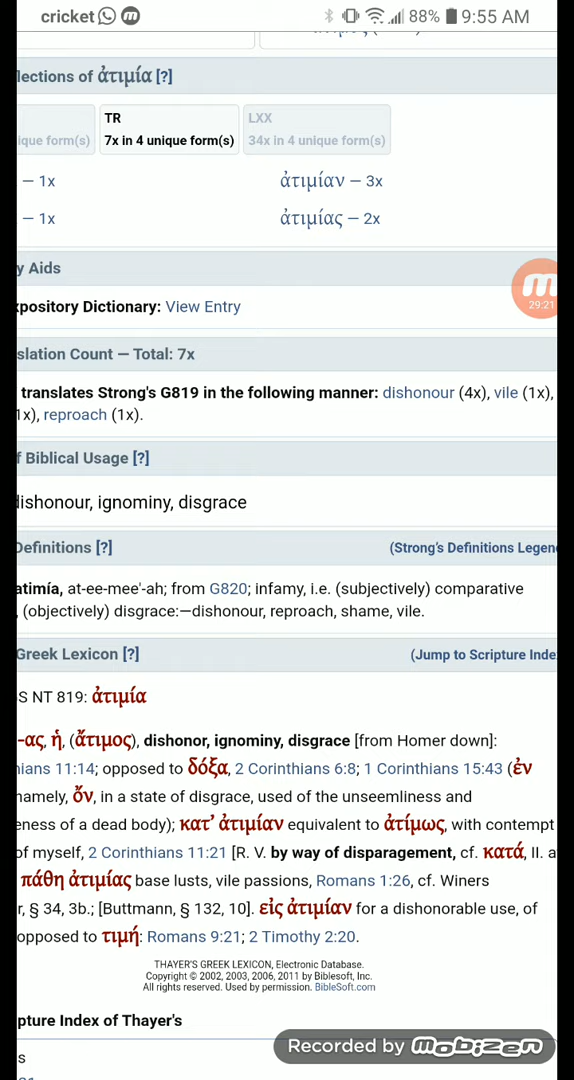 cricket 88% 9:55 AM
lections of ἀτιμία [?]
TR
LXX
ique form(s)
7x in 4 unique form(s)
34x in 4 unique form(s)
— 1x
ἀτιμίαν — 3x
— 1x
ἀτιμίας — 2x
y Aids
29:21
xpository Dictionary: View Entry
slation Count — Total: 7x
translates Strong's G819 in the following manner: dishonour (4x), vile (1x),
1x), reproach (1x).
f Biblical Usage [?]
dishonour, ignominy, disgrace
Definitions [?]
(Strong's Definitions Legen
atimía, at-ee-mee'-ah; from G820; infamy, i.e. (subjectively) comparative
, (objectively) disgrace:—dishonour, reproach, shame, vile.
Greek Lexicon [?]
(Jump to Scripture Inde
S NT 819: ἀτιμία
-ας, ἡ, (ἄτιμος), dishonor, ignominy, disgrace [from Homer down]:
hians 11:14; opposed to δόξα, 2 Corinthians 6:8; 1 Corinthians 15:43 (ἐν
namely, ὄν, in a state of disgrace, used of the unseemliness and
eness of a dead body); κατ’ ἀτιμίαν equivalent to ἀτίμως, with contempt
of myself, 2 Corinthians 11:21 [R. V. by way of disparagement, cf. κατά, II. a
πάθη ἀτιμίας base lusts, vile passions, Romans 1:26, cf. Winers
r, § 34, 3b.; [Buttmann, § 132, 10]. εἰς ἀτιμίαν for a dishonorable use, of
opposed to τιμή: Romans 9:21; 2 Timothy 2:20.
THAYER'S GREEK LEXICON, Electronic Database.
Copyright © 2002, 2003, 2006, 2011 by Biblesoft, Inc.
All rights reserved. Used by permission. BibleSoft.com
pture Index of Thayer's
Recorded by mobizen
s